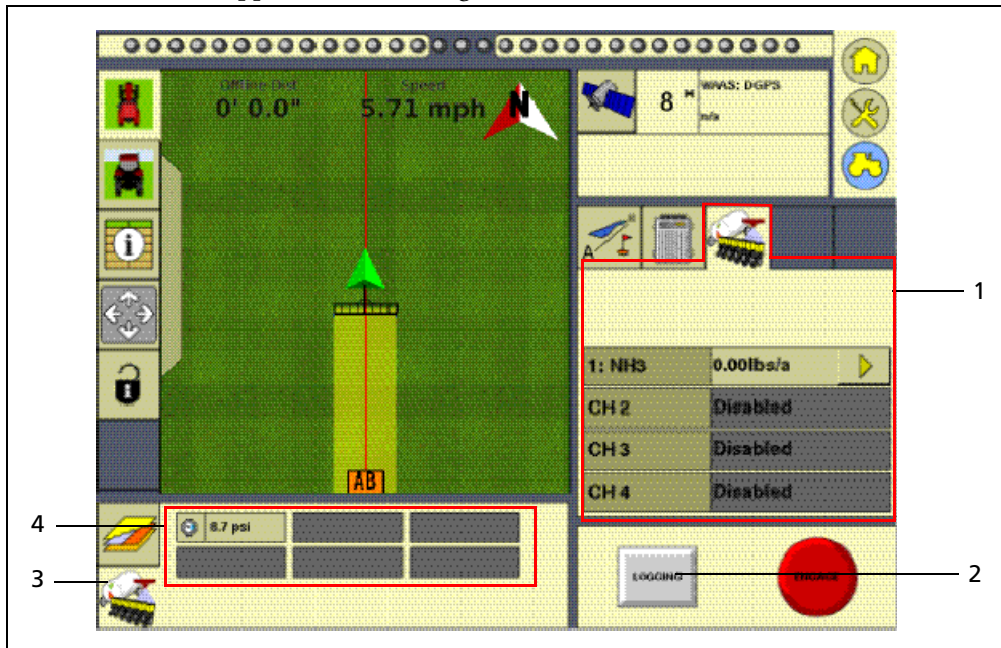 Offline Dist Speed
0' 0.0" 5.71 mph N
8 WAAS: DGPS
n/a
i
A B
1
1: NH3 0.00lbs/a
CH 2 Disabled
CH 3 Disabled
CH 4 Disabled
AB
4 8.7 psi
3
LOGGING ENGAGE 2